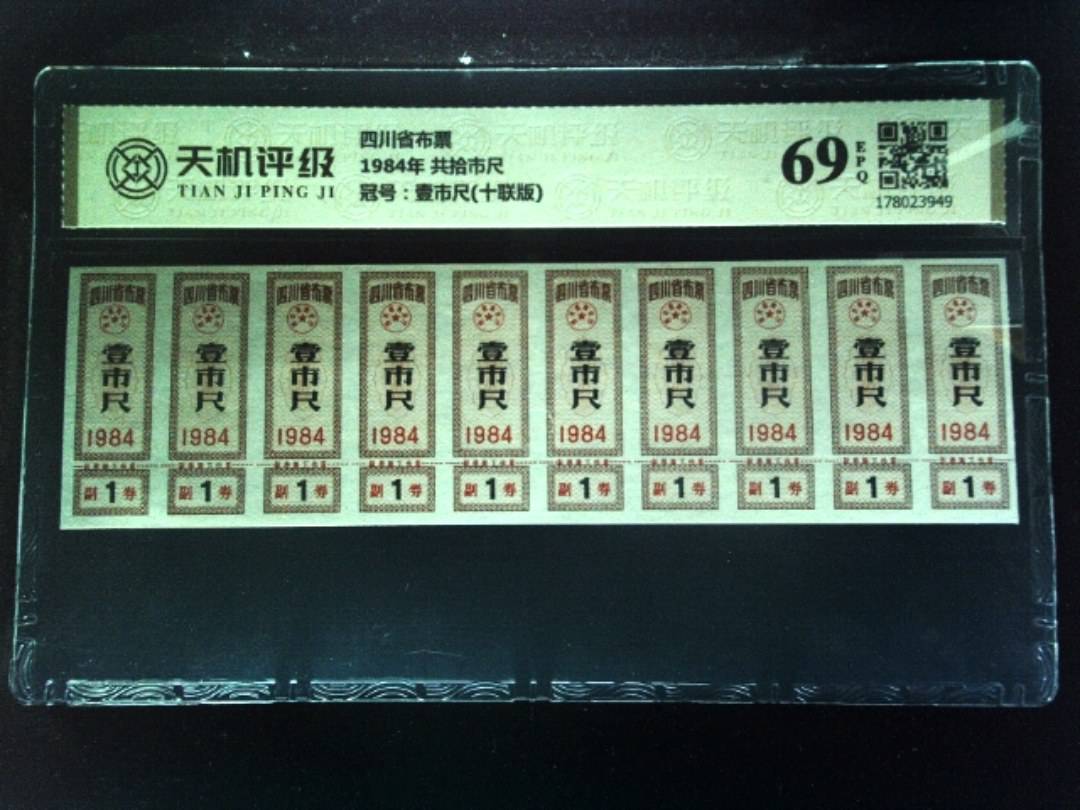 天机评级
TIAN JI PING JI
四川省布票
1984年 共拾市尺
冠号：壹市尺(十联版)
69
EPQ
178023949
四川省布票 四川省布票 四川省布票 四川省布票 四川省布票 四川省布票 四川省布票 四川省布票 四川省布票 四川省布票
壹市尺 壹市尺 壹市尺 壹市尺 壹市尺 壹市尺 壹市尺 壹市尺 壹市尺 壹市尺
1984 1984 1984 1984 1984 1984 1984 1984 1984 1984
副1券 副1券 副1券 副1券 副1券 副1券 副1券 副1券 副1券 副1券